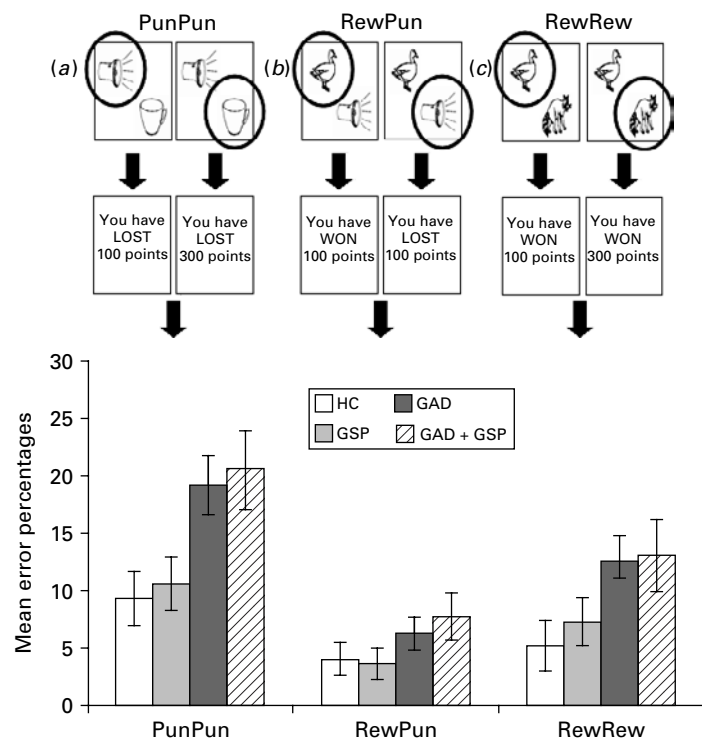 PunPun
RewPun
RewRew
(a)
(b)
(c)
You have
LOST
100 points
You have
LOST
300 points
You have
WON
100 points
You have
LOST
100 points
You have
WON
100 points
You have
WON
300 points
Mean error percentages
30
25
20
15
10
5
0
HC
GAD
GSP
GAD + GSP
PunPun
RewPun
RewRew